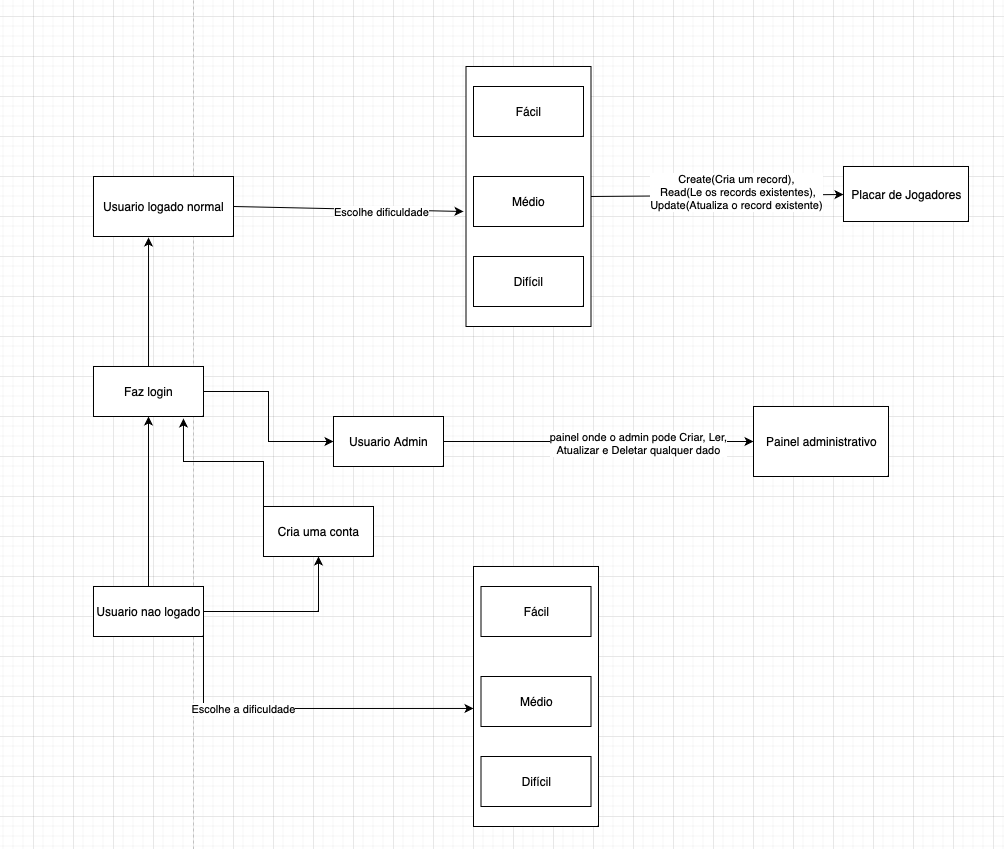 Fácil
Create(Cria um record),
Read(Le os records existentes),
Update(Atualiza o record existente)
Placar de Jogadores
Usuario logado normal
Escolhe dificuldade
Médio
Difícil
Faz login
Usuario Admin
painel onde o admin pode Criar, Ler,
Atualizar e Deletar qualquer dado
Painel administrativo
Cria uma conta
Usuario nao logado
Fácil
Médio
Escolhe a dificuldade
Difícil